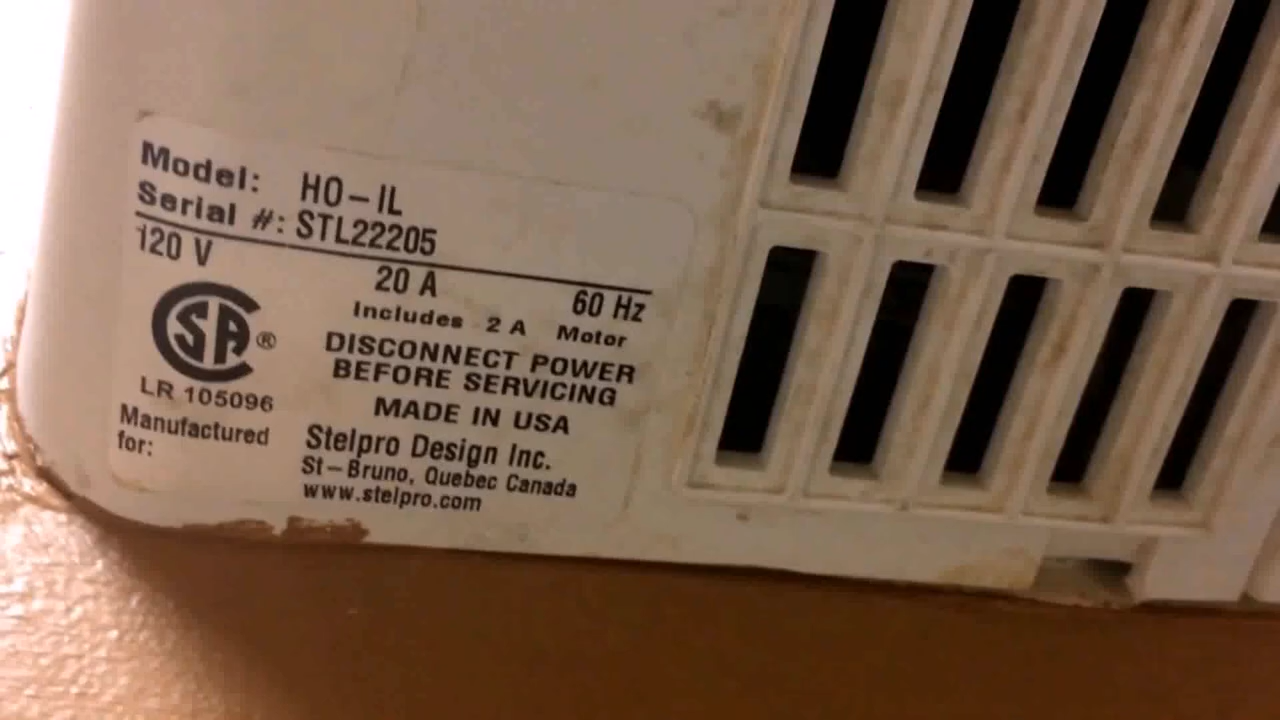 Model: HO-IL
Serial #: STL22205
120 V 20 A 60 Hz
Includes 2 A Motor
SA ®
DISCONNECT POWER
BEFORE SERVICING
LR 105096
MADE IN USA
Manufactured
for:
Stelpro Design Inc.
St-Bruno, Quebec Canada
www.stelpro.com